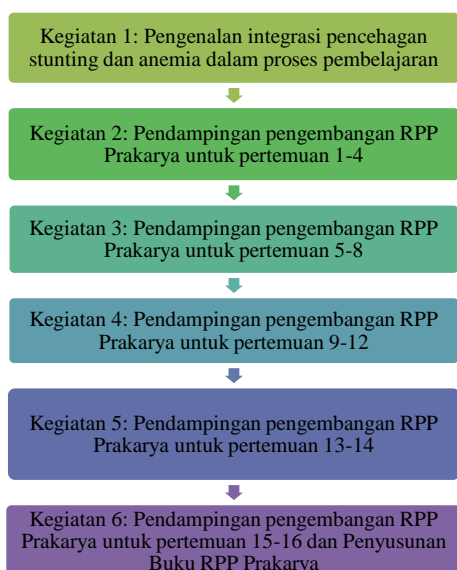 Kegiatan 1: Pengenalan integrasi pencehagan
stunting dan anemia dalam proses pembelajaran
Kegiatan 2: Pendampingan pengembangan RPP
Prakarya untuk pertemuan 1-4
Kegiatan 3: Pendampingan pengembangan RPP
Prakarya untuk pertemuan 5-8
Kegiatan 4: Pendampingan pengembangan RPP
Prakarya untuk pertemuan 9-12
Kegiatan 5: Pendampingan pengembangan RPP
Prakarya untuk pertemuan 13-14
Kegiatan 6: Pendampingan pengembangan RPP
Prakarya untuk pertemuan 15-16 dan Penyusunan
Buku RPP Prakarya